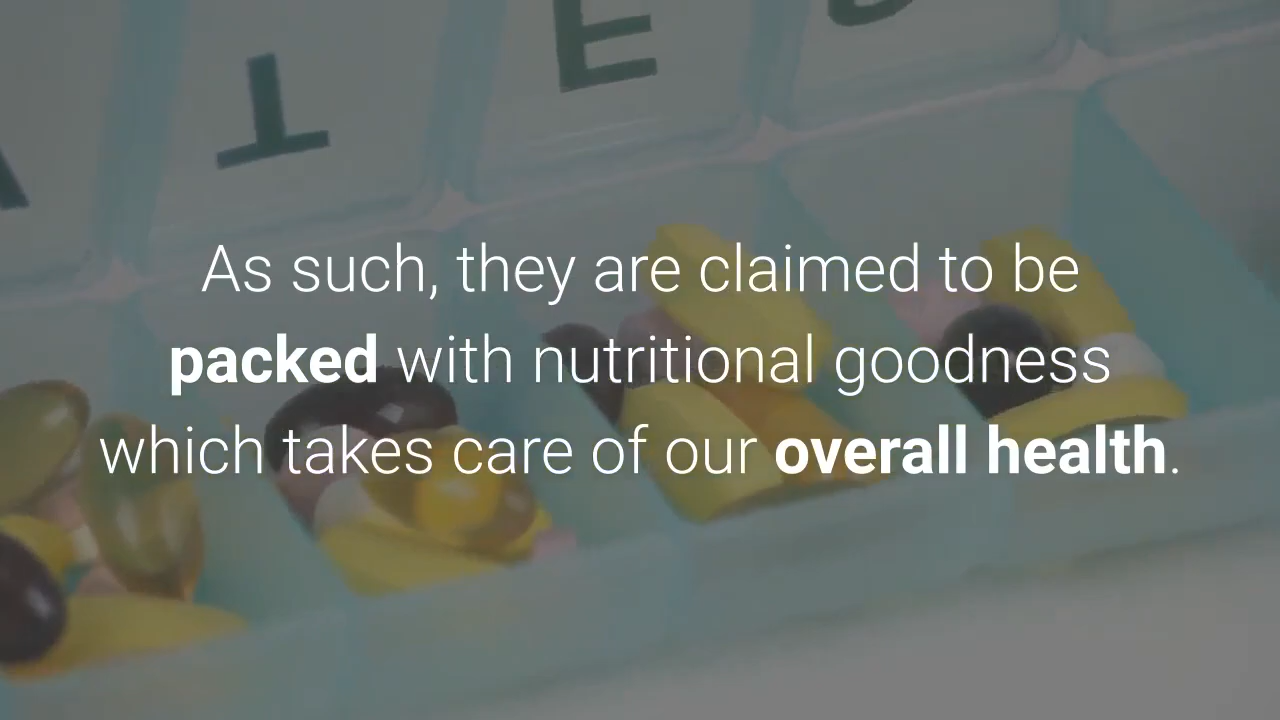 T E
As such, they are claimed to be
packed with nutritional goodness
which takes care of our overall health.